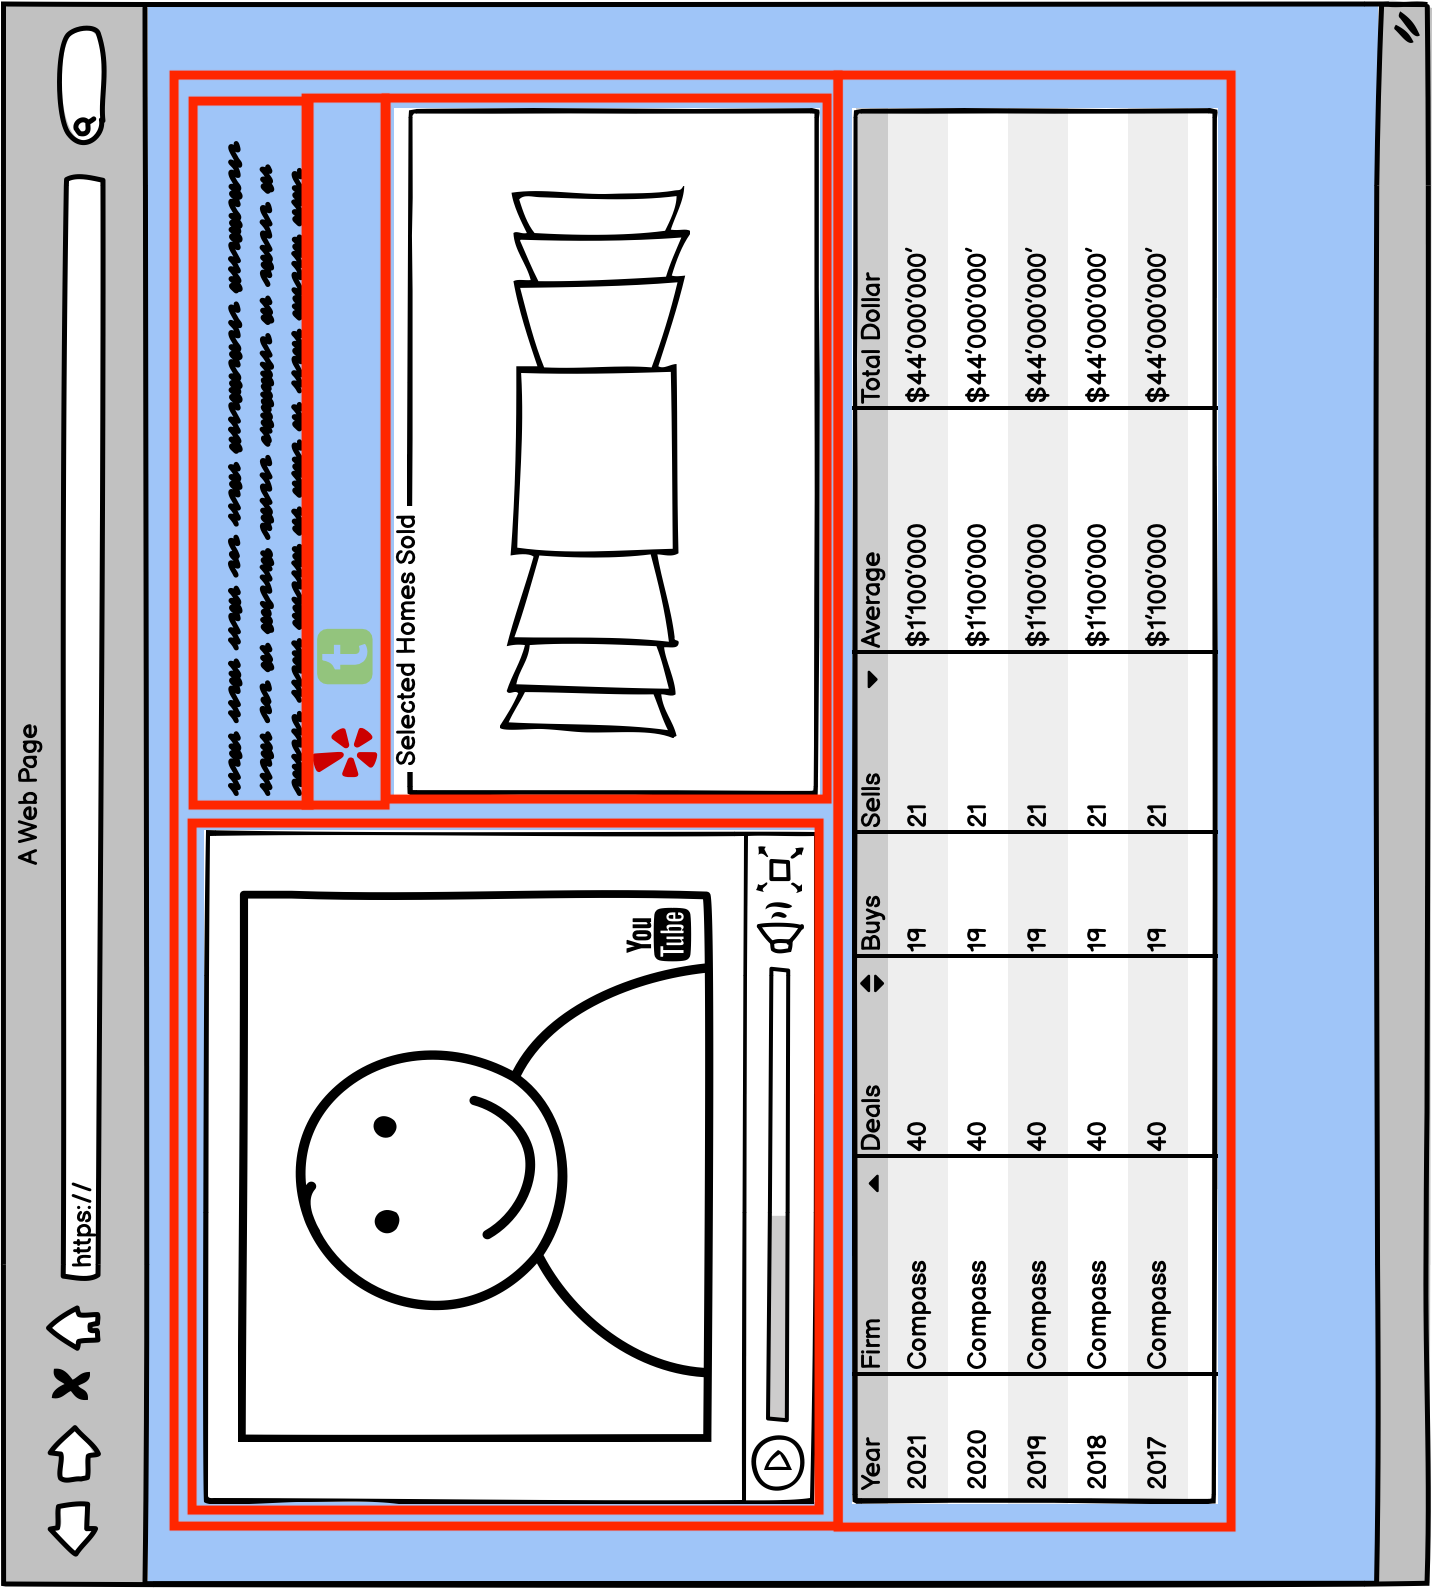 A Web Page
https://
Selected Homes Sold
You
Tube
Year Firm Deals Buys Sells Average Total Dollar
2021 Compass 40 19 21 $1'100'000 $44'000'000'
2020 Compass 40 19 21 $1'100'000 $44'000'000'
2019 Compass 40 19 21 $1'100'000 $44'000'000'
2018 Compass 40 19 21 $1'100'000 $44'000'000'
2017 Compass 40 19 21 $1'100'000 $44'000'000'